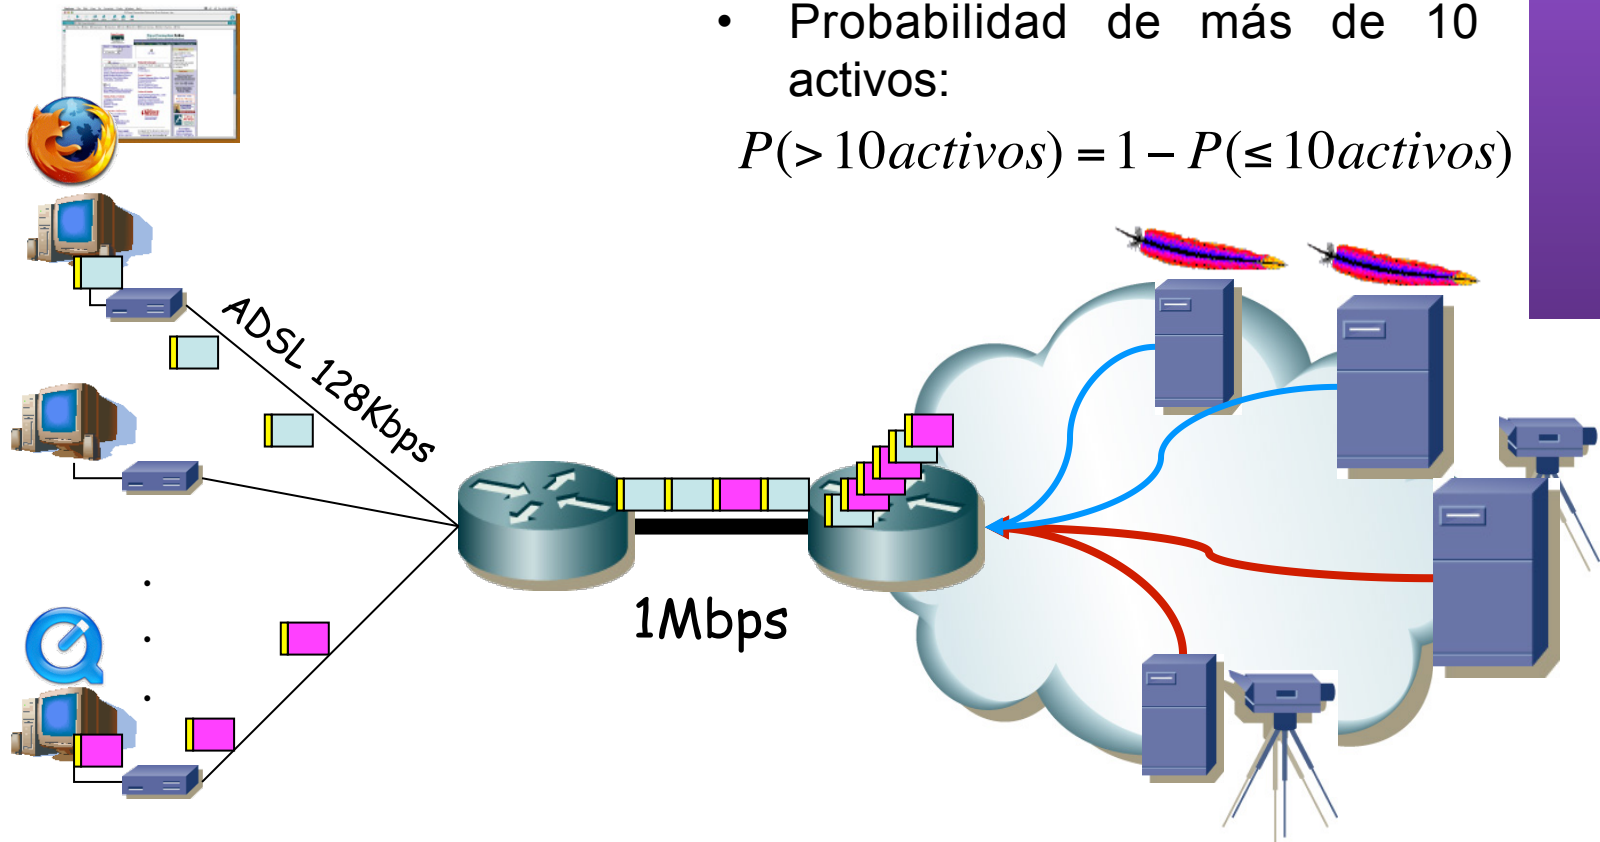 • Probabilidad de más de 10
activos:
P(> 10activos) = 1 − P(≤ 10activos)
ADSL 128Kbps
1Mbps